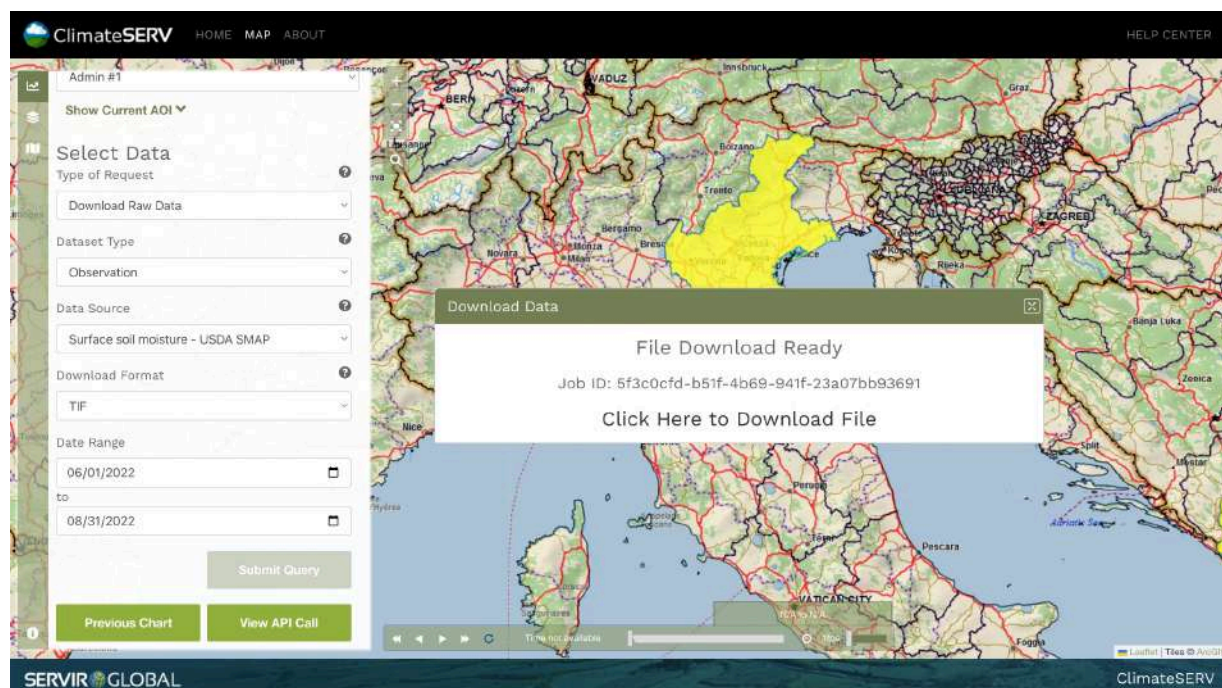 ClimateSERV HOME MAP ABOUT HELP CENTER
Admin #1
Show Current AOI
Select Data
Type of Request
Download Raw Data
Dataset Type
Observation
Data Source
Surface soil moisture - USDA SMAP
Download Format
TIF
Date Range
06/01/2022
to
08/31/2022
Submit Query
Previous Chart View API Call
Download Data
File Download Ready
Job ID: 5f3c0cfd-b51f-4b69-941f-23a07bb93691
Click Here to Download File
Dijon
VADUZ
Innsbruck
Graz
BERN
Bolzano
Trento
Bergamo
Novara
Monza
Milan
ZAGREB
Rijeka
Banja Luka
Zenica
Nice
Split
Mostar
Perugia
Terni
Pescara
VATICAN CITY
Foggia
Adriatic Sea
Time not available
Leaflet | Tiles © ArcGIS
SERVIR GLOBAL ClimateSERV